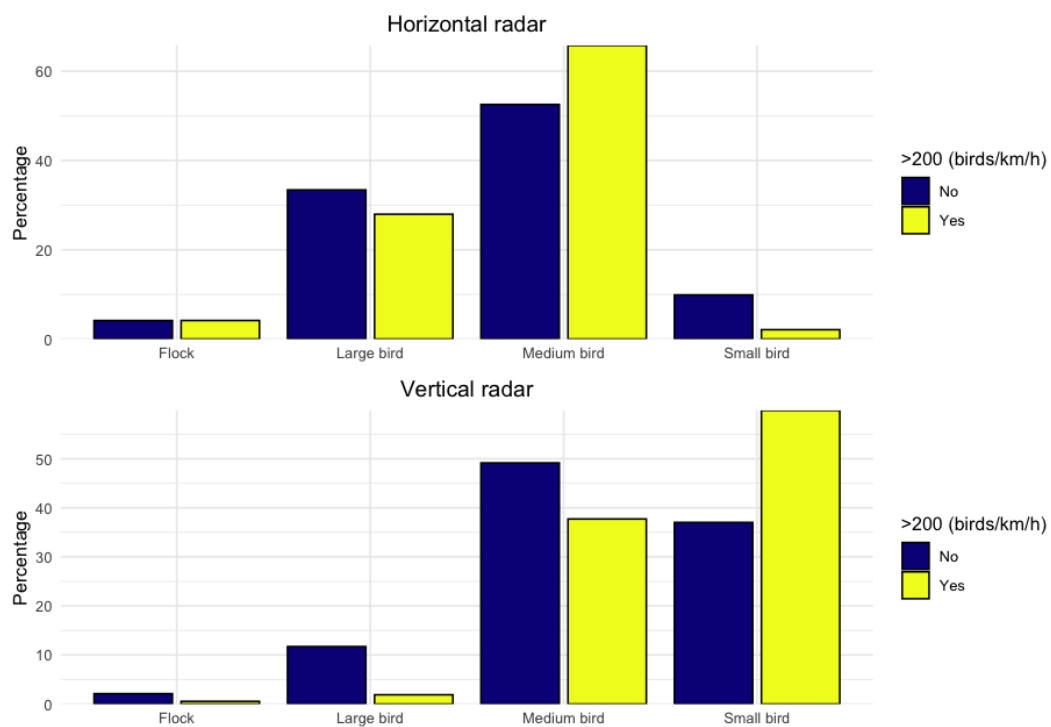 Horizontal radar
Percentage
60
40
20
0
Flock Large bird Medium bird Small bird
>200 (birds/km/h)
No
Yes
Vertical radar
Percentage
50
40
30
20
10
0
Flock Large bird Medium bird Small bird
>200 (birds/km/h)
No
Yes